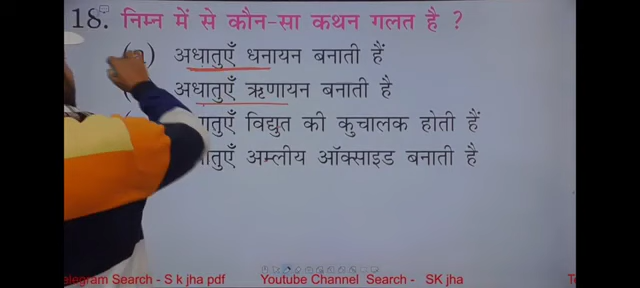 18. निम्न में से कौन-सा कथन गलत है ?
(a) अधातुएँ धनायन बनाती हैं
अधातुएँ ऋणायन बनाती है
विद्युत की कुचालक होती हैं
अम्लीय ऑक्साइड बनाती है
Telegram Search - S k jha pdf Youtube Channel Search - SK jha